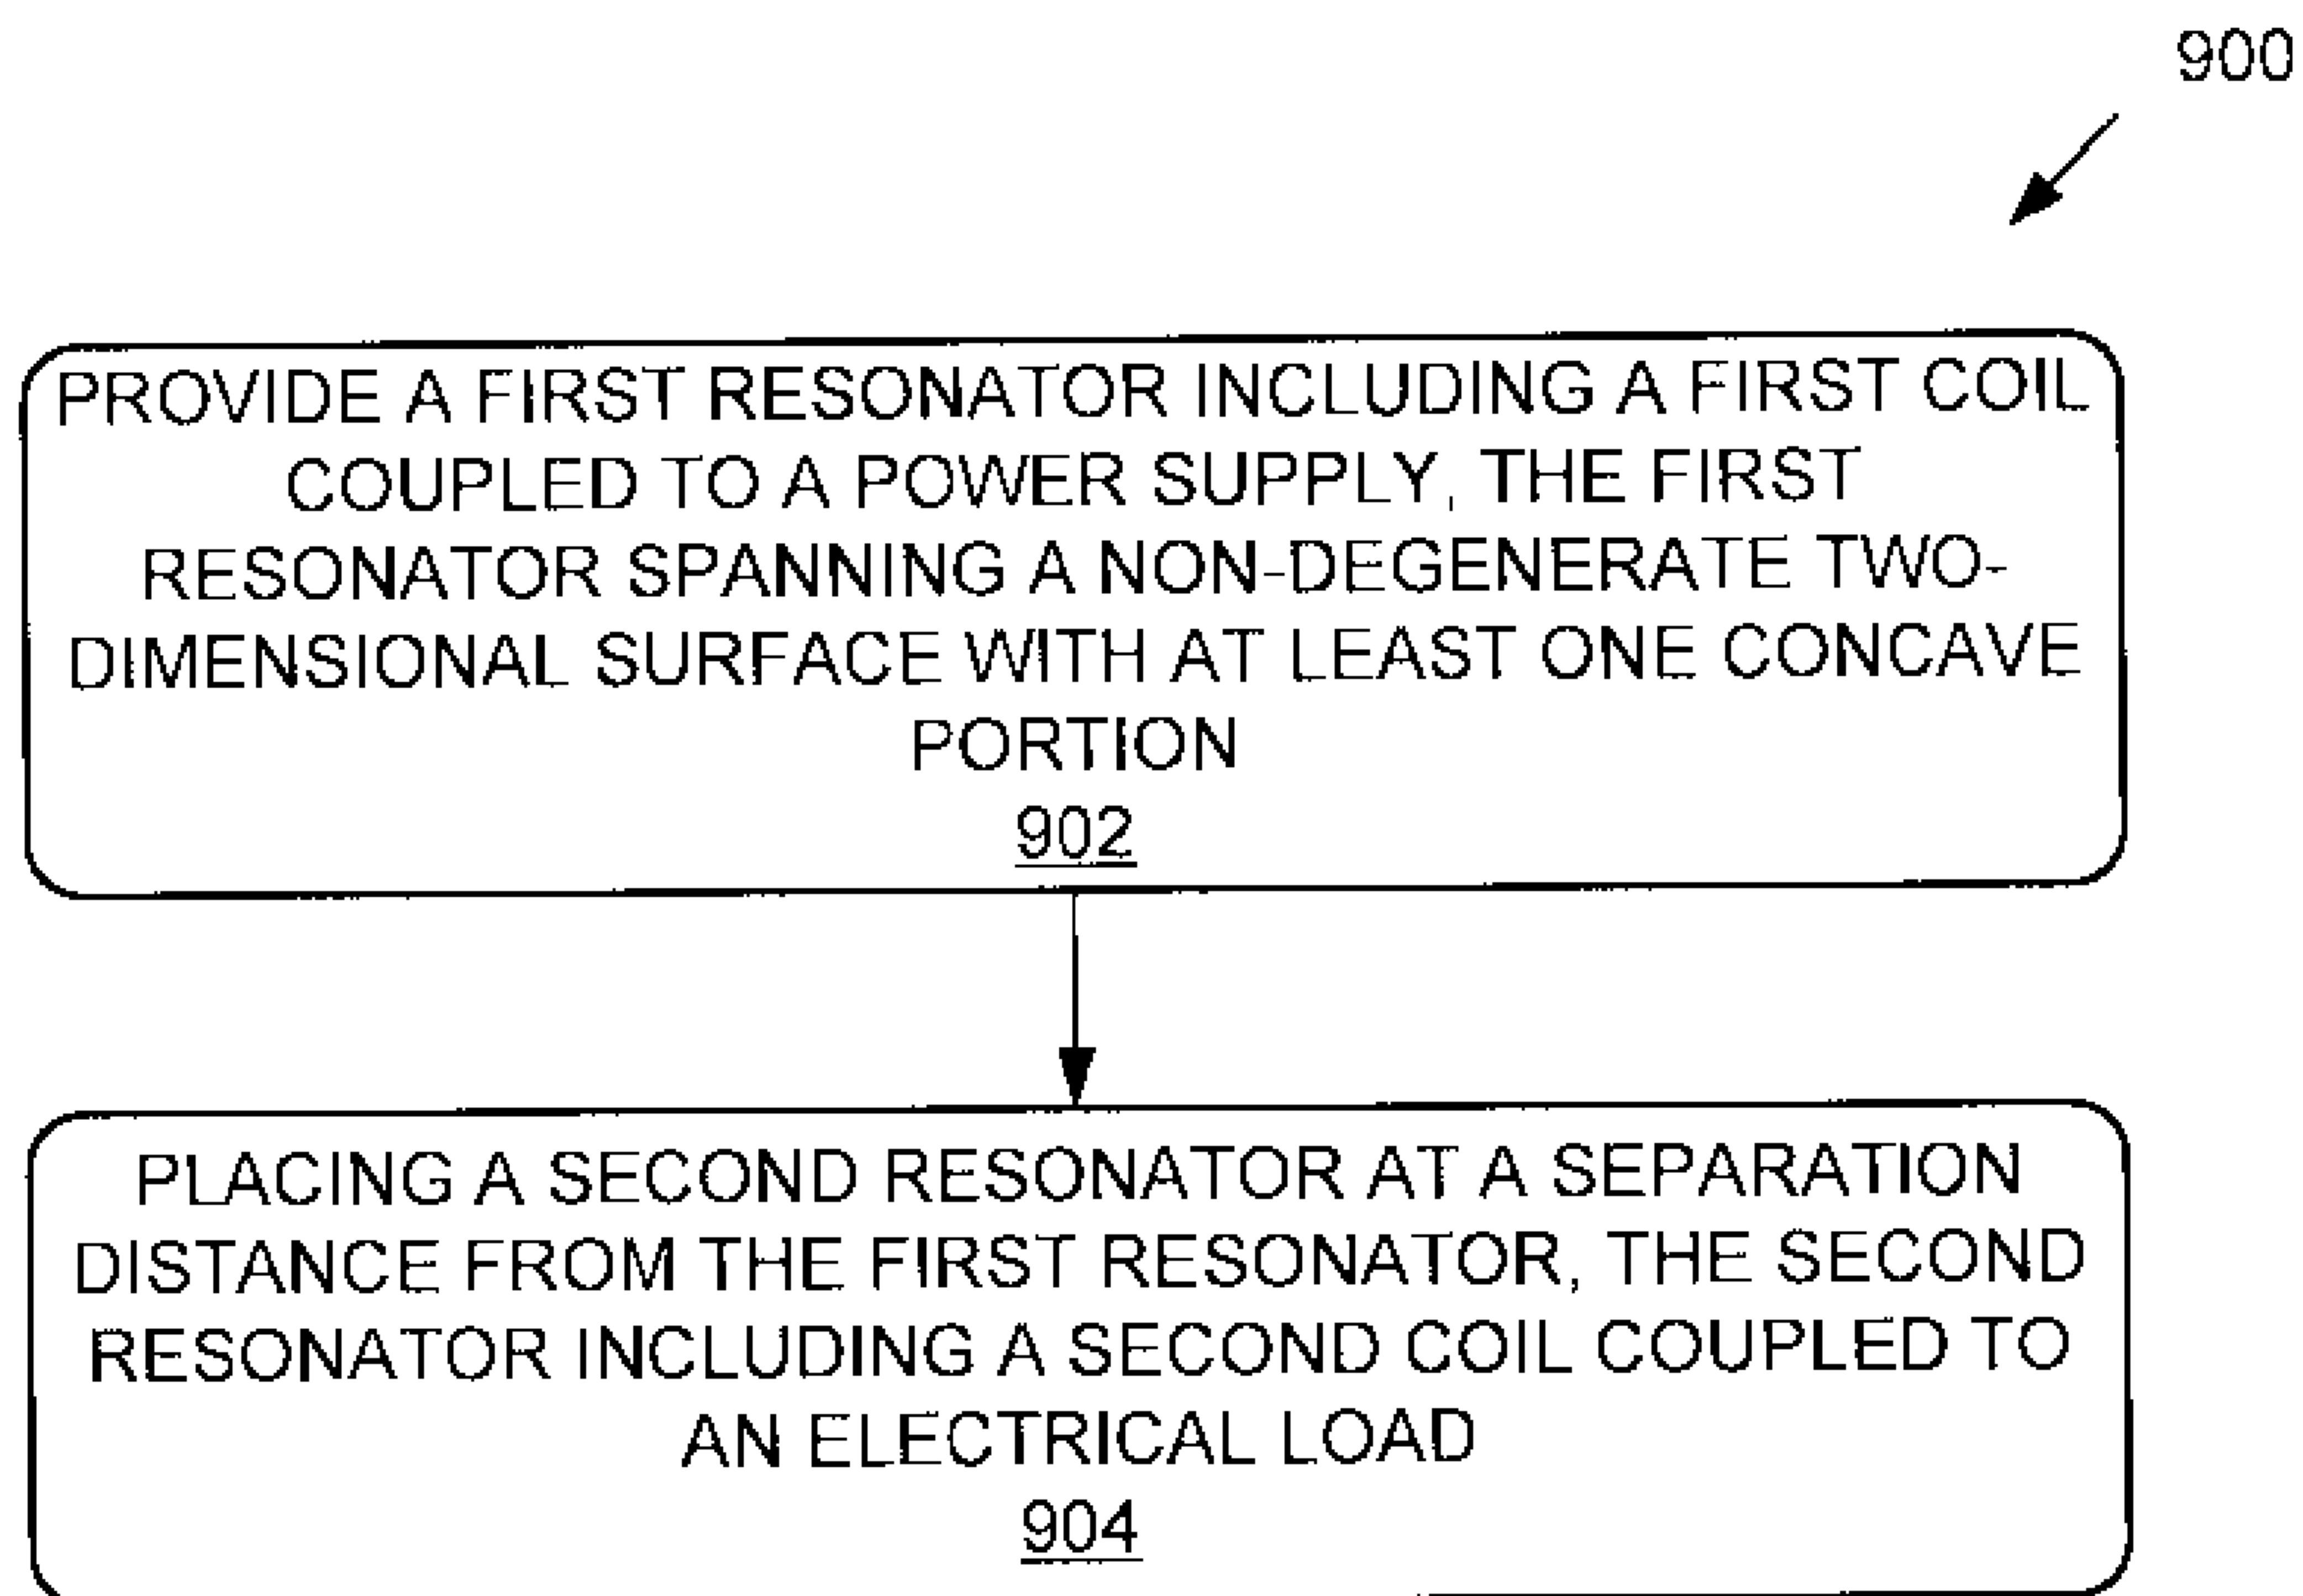 900
PROVIDE A FIRST RESONATOR INCLUDING A FIRST COIL
COUPLED TO A POWER SUPPLY, THE FIRST
RESONATOR SPANNING A NON-DEGENERATE TWO-
DIMENSIONAL SURFACE WITH AT LEAST ONE CONCAVE
PORTION
902
PLACING A SECOND RESONATOR AT A SEPARATION
DISTANCE FROM THE FIRST RESONATOR, THE SECOND
RESONATOR INCLUDING A SECOND COIL COUPLED TO
AN ELECTRICAL LOAD
904